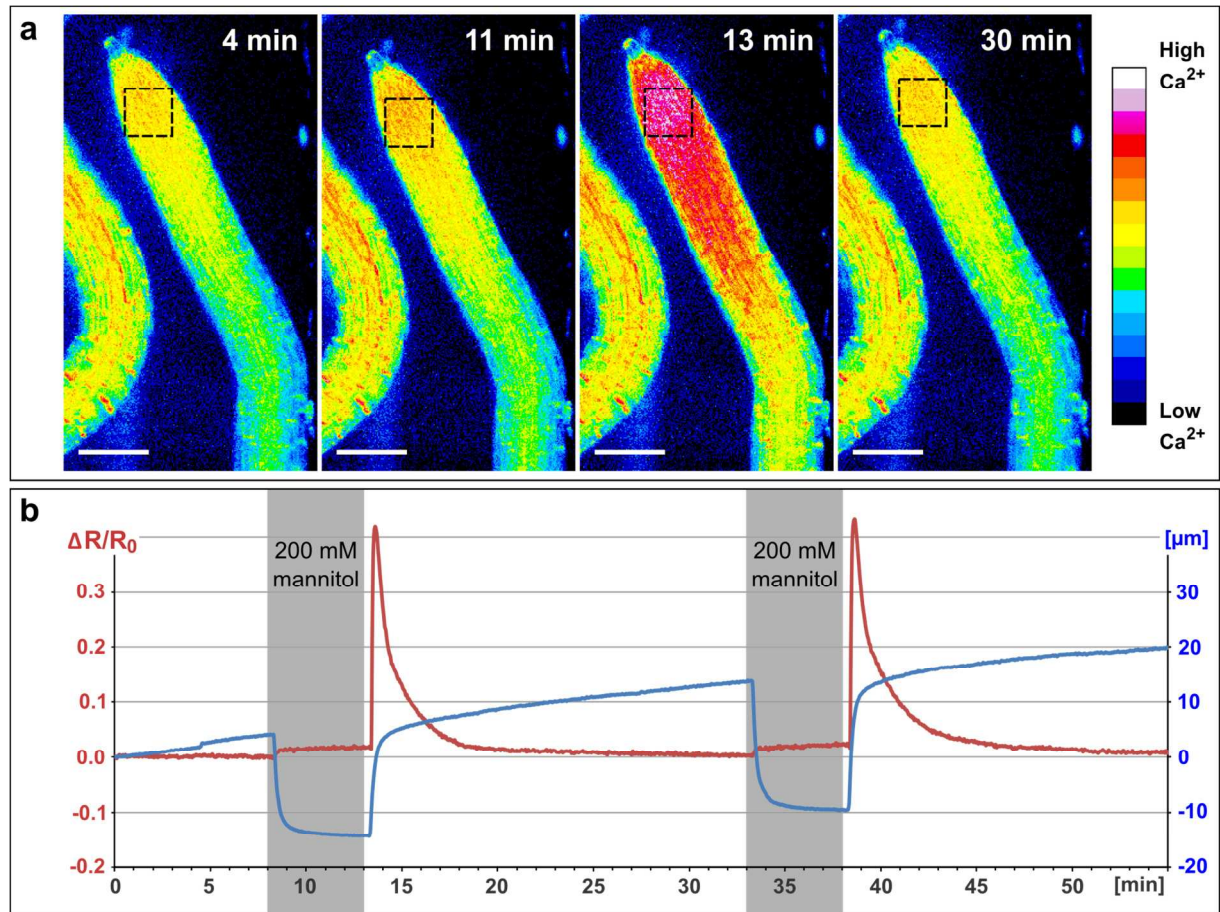 a
4 min
11 min
13 min
30 min
High
Ca2+
Low
Ca2+
b
ΔR/R0
[µm]
200 mM
mannitol
200 mM
mannitol
0.3
30
0.2
20
0.1
10
0.0
0
-0.1
-10
-0.2
-20
0 5 10 15 20 25 30 35 40 45 50 [min]